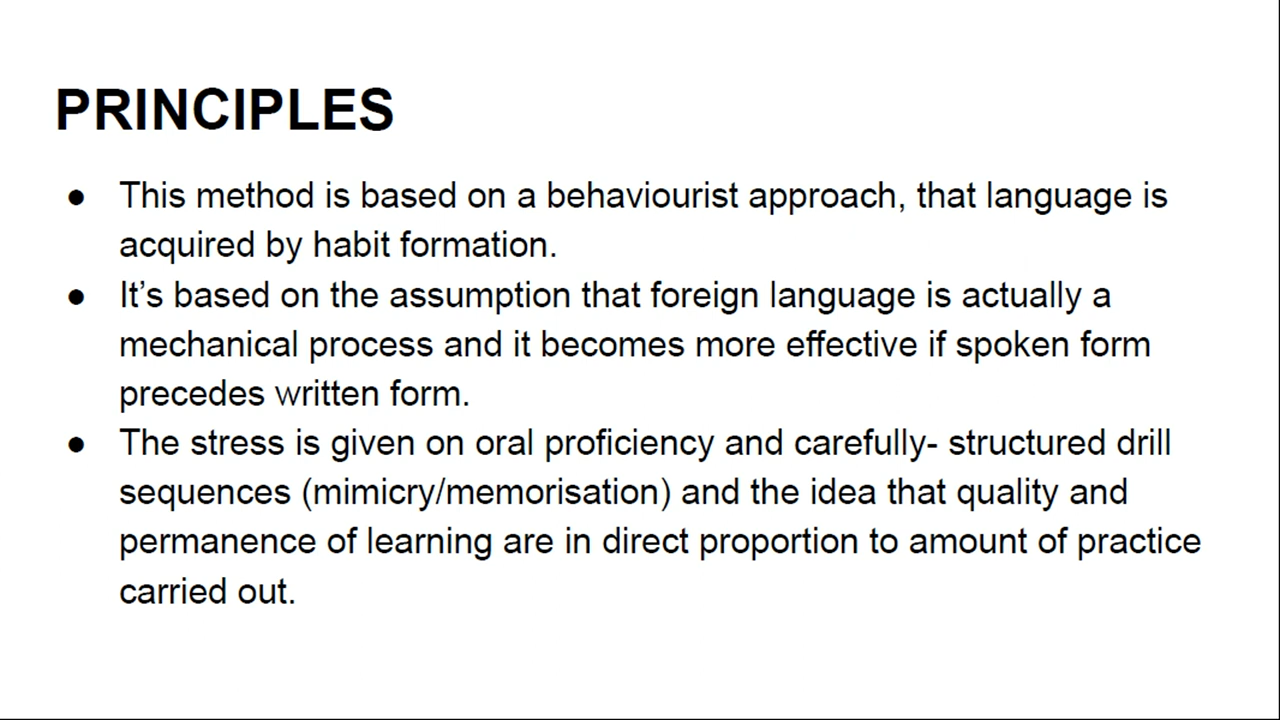 PRINCIPLES
● This method is based on a behaviourist approach, that language is
acquired by habit formation.
● It’s based on the assumption that foreign language is actually a
mechanical process and it becomes more effective if spoken form
precedes written form.
● The stress is given on oral proficiency and carefully- structured drill
sequences (mimicry/memorisation) and the idea that quality and
permanence of learning are in direct proportion to amount of practice
carried out.